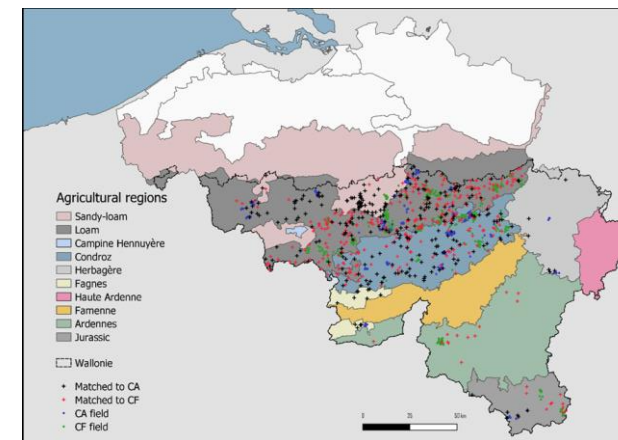 Agricultural regions
Sandy-loam
Loam
Campine Hennuyère
Condroz
Herbagère
Fagnes
Haute Ardenne
Famenne
Ardennes
Jurassic
Wallonie
Matched to CA
Matched to CF
CA field
CF field
0 25 50 km